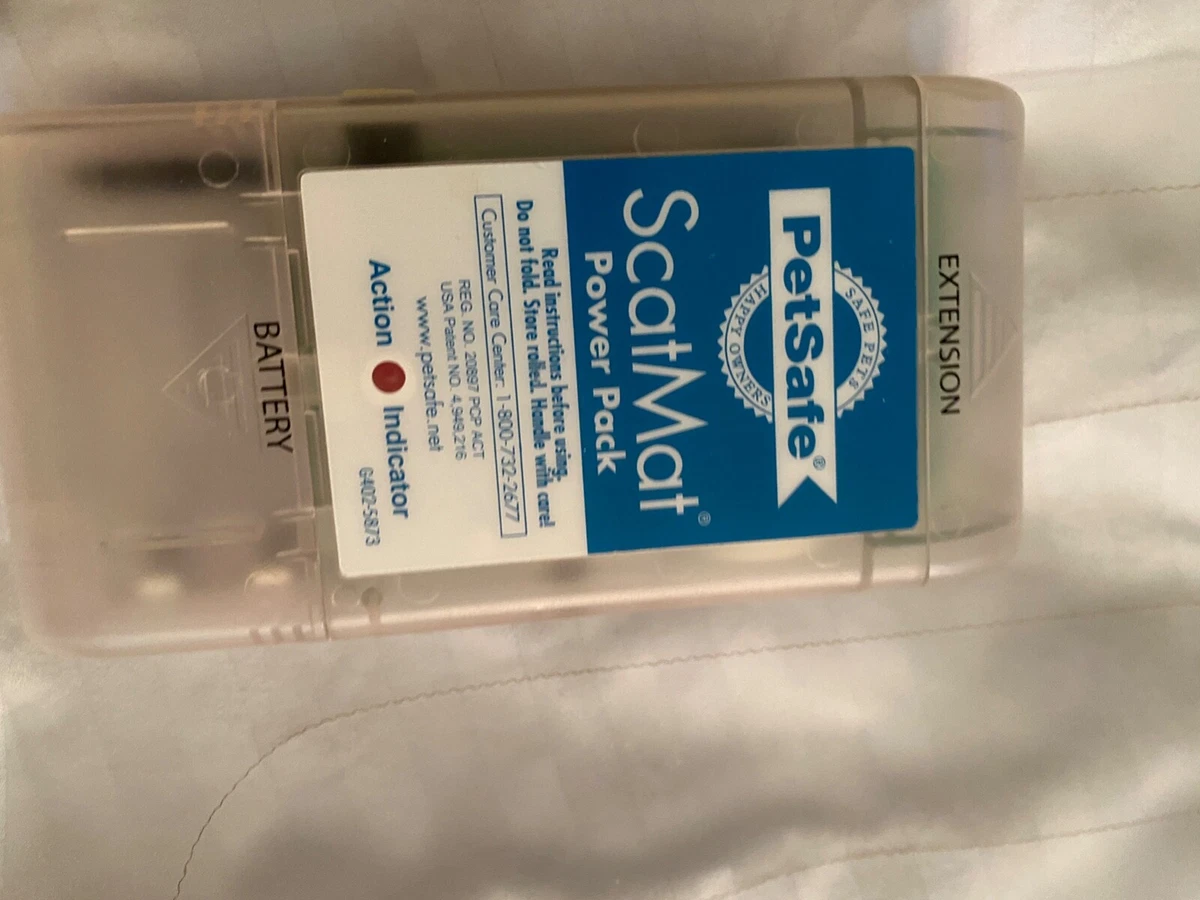 EXTENSION
PetSafe®
SAFE PETS
HAPPY OWNERS
ScatMat®
Power Pack
Read instructions before using.
Do not fold. Store rolled. Handle with care!
Customer Care Center: 1-800-732-2677
REG. NO. 20897 PCP ACT
USA Patent NO. 4,949,216
www.petsafe.net
Action Indicator
G402-5873
BATTERY